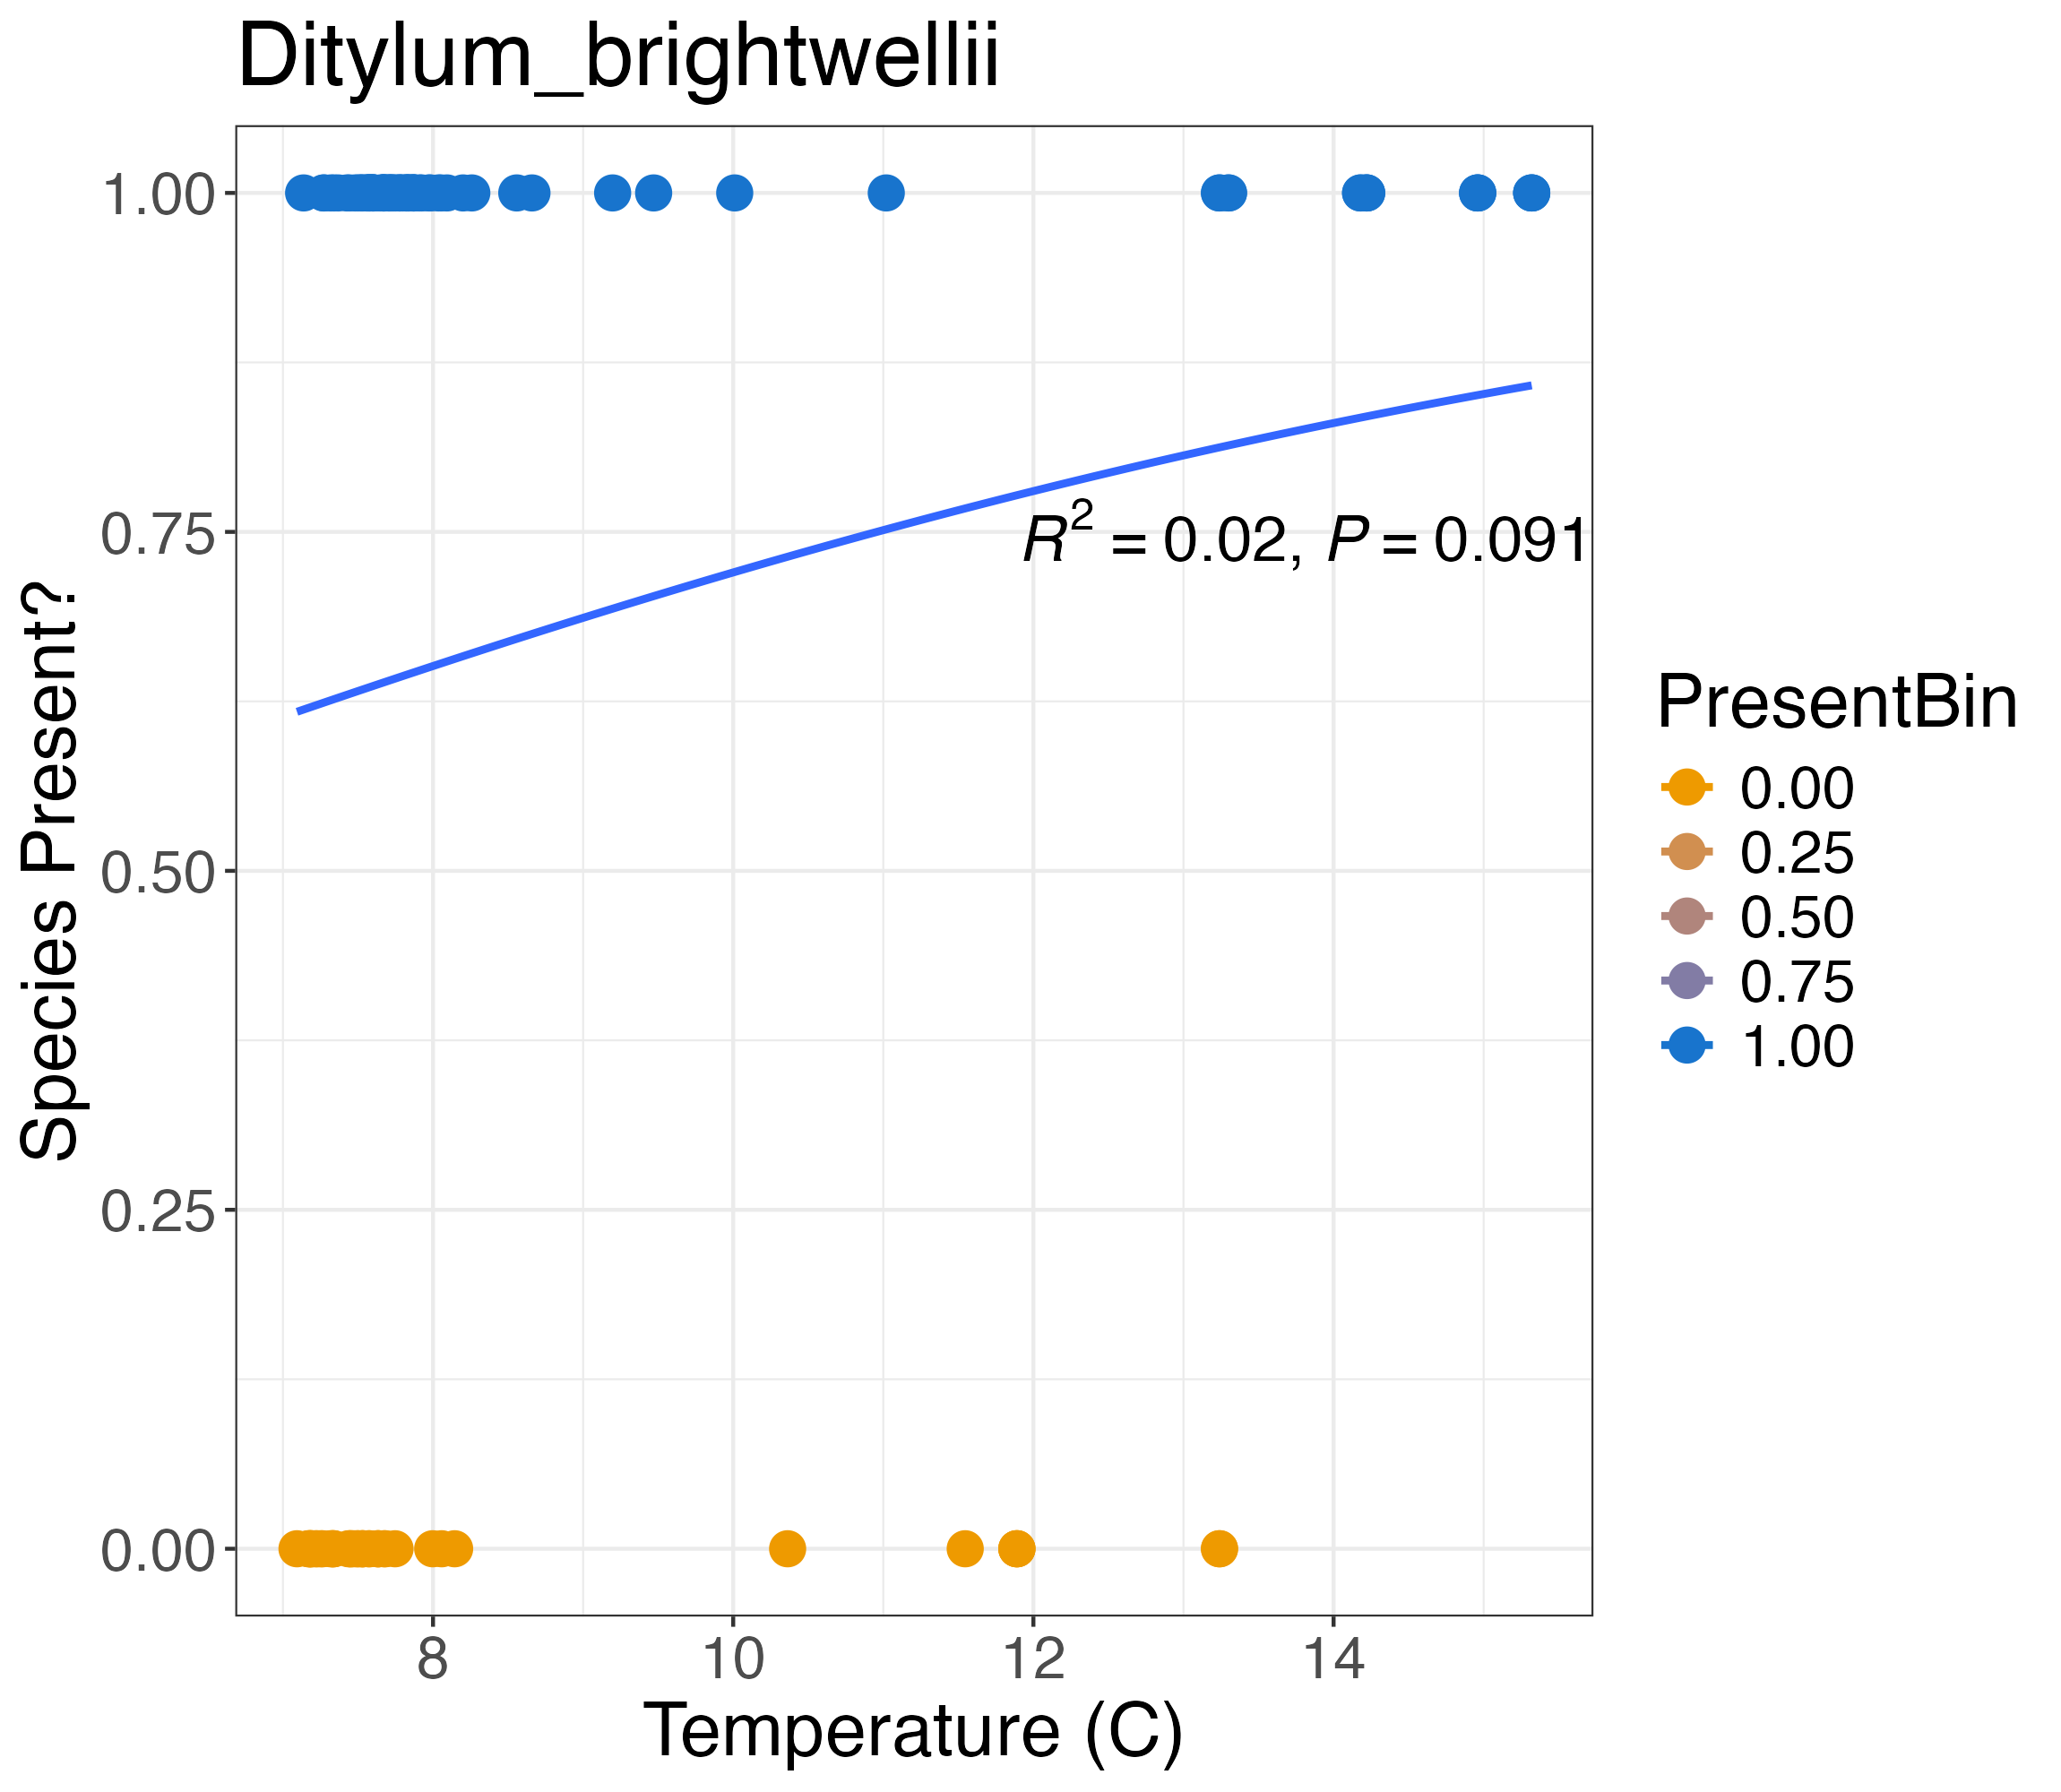 Ditylum_brightwellii
Species Present?
1.00
0.75
0.50
0.25
0.00
R² = 0.02, P = 0.091
8 10 12 14
Temperature (C)
PresentBin
0.00
0.25
0.50
0.75
1.00